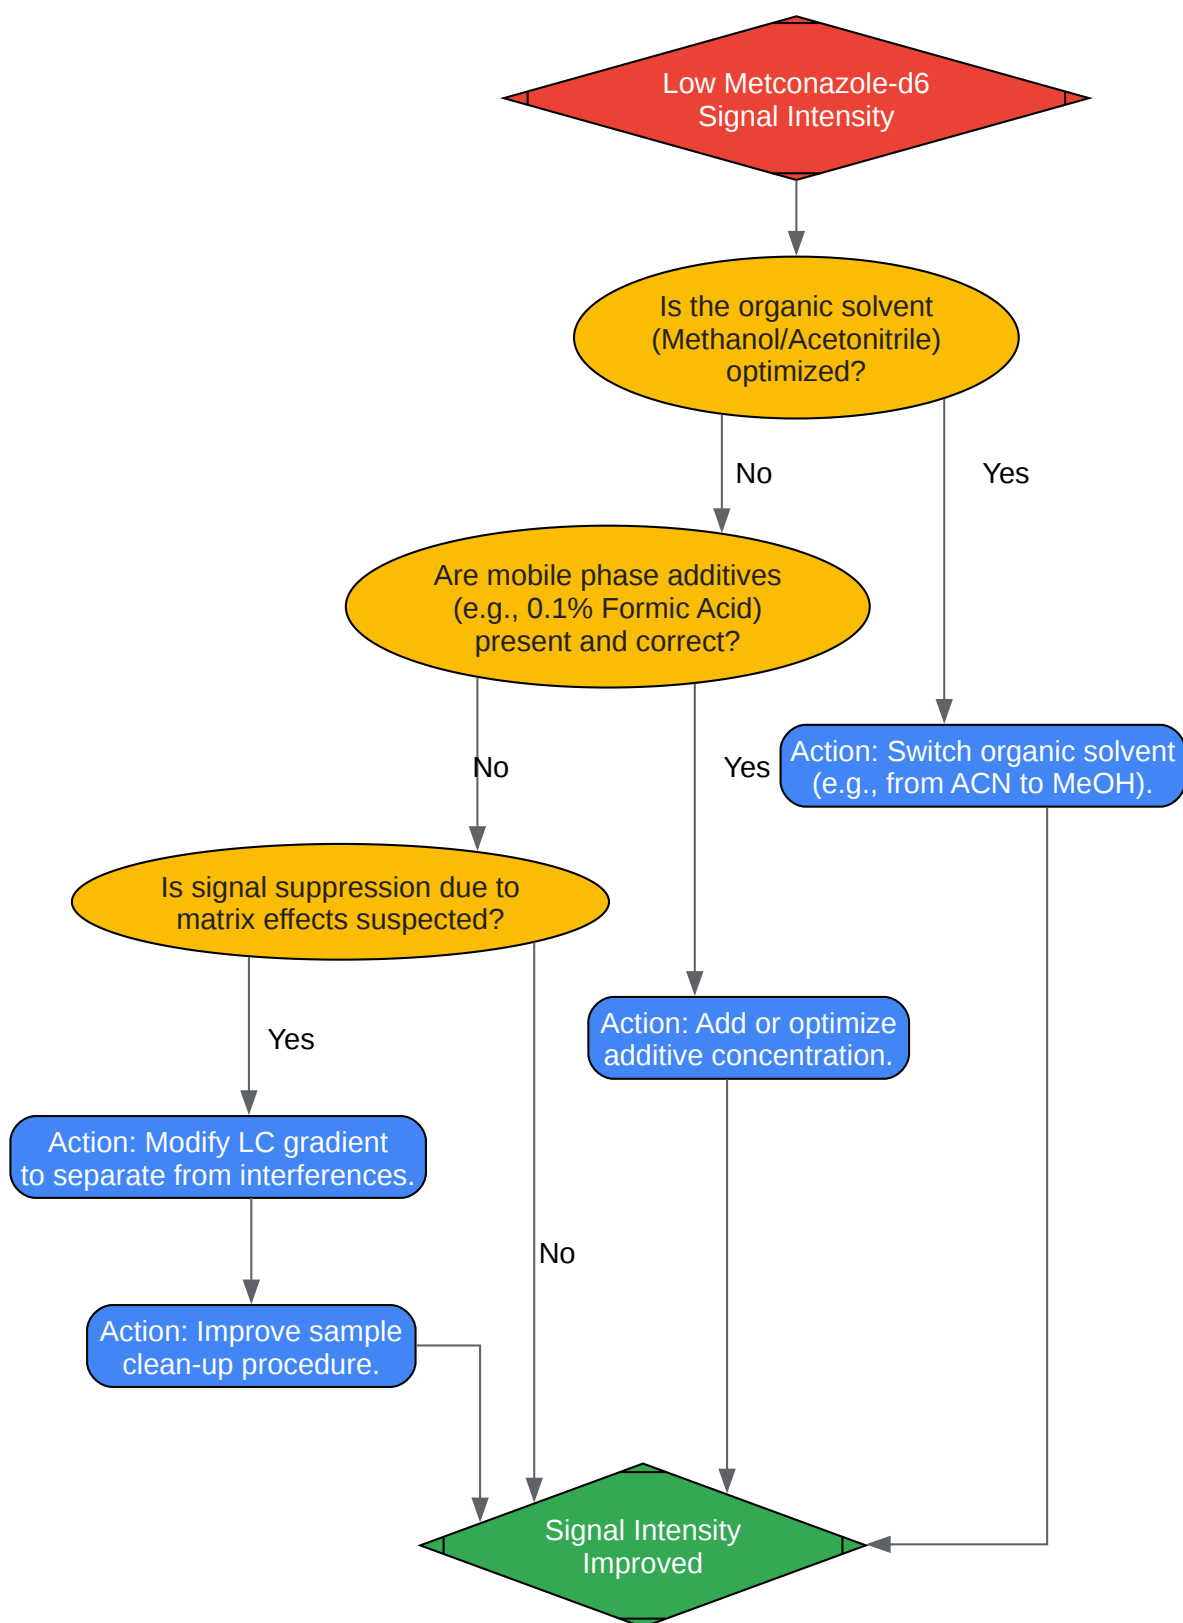 Low Metconazole-d6
Signal Intensity
Is the organic solvent
(Methanol/Acetonitrile)
optimized?
No
Yes
Are mobile phase additives
(e.g., 0.1% Formic Acid)
present and correct?
No
Yes
Action: Switch organic solvent
(e.g., from ACN to MeOH).
Is signal suppression due to
matrix effects suspected?
Yes
Action: Add or optimize
additive concentration.
Action: Modify LC gradient
to separate from interferences.
No
Action: Improve sample
clean-up procedure.
Signal Intensity
Improved